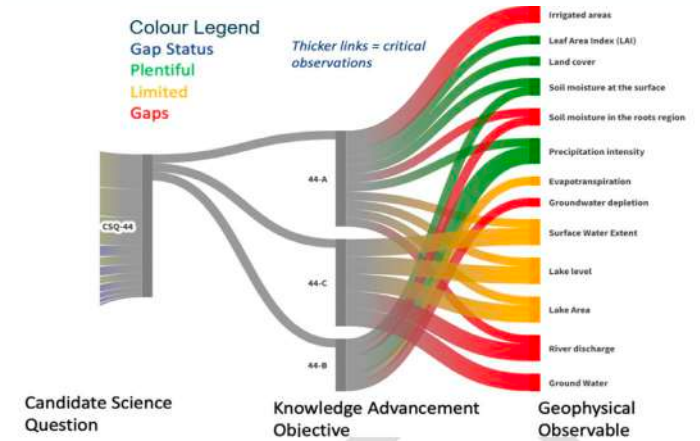 Colour Legend
Gap Status
Plentiful
Limited
Gaps
Thicker links = critical
observations
CSQ-44
44-A
44-C
44-B
Irrigated areas
Leaf Area Index (LAI)
Land cover
Soil moisture at the surface
Soil moisture in the roots region
Precipitation intensity
Evapotranspiration
Groundwater depletion
Surface Water Extent
Lake level
Lake Area
River discharge
Ground Water
Candidate Science
Question
Knowledge Advancement
Objective
Geophysical
Observable